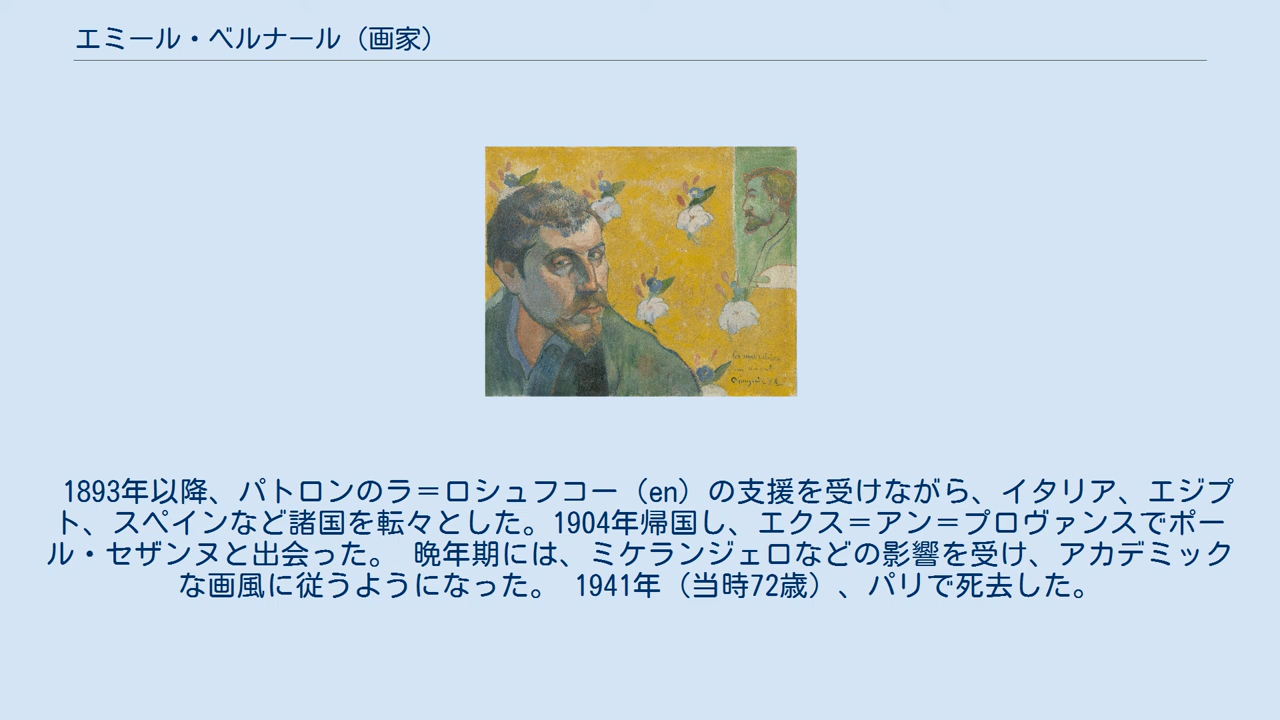 エミール・ベルナール（画家）
1893年以降、パトロンのラ＝ロシュフコー（en）の支援を受けながら、イタリア、エジプ
ト、スペインなど諸国を転々とした。1904年帰国し、エクス＝アン＝プロヴァンスでポー
ル・セザンヌと出会った。 晩年期には、ミケランジェロなどの影響を受け、アカデミック
な画風に従うようになった。 1941年（当時72歳）、パリで死去した。